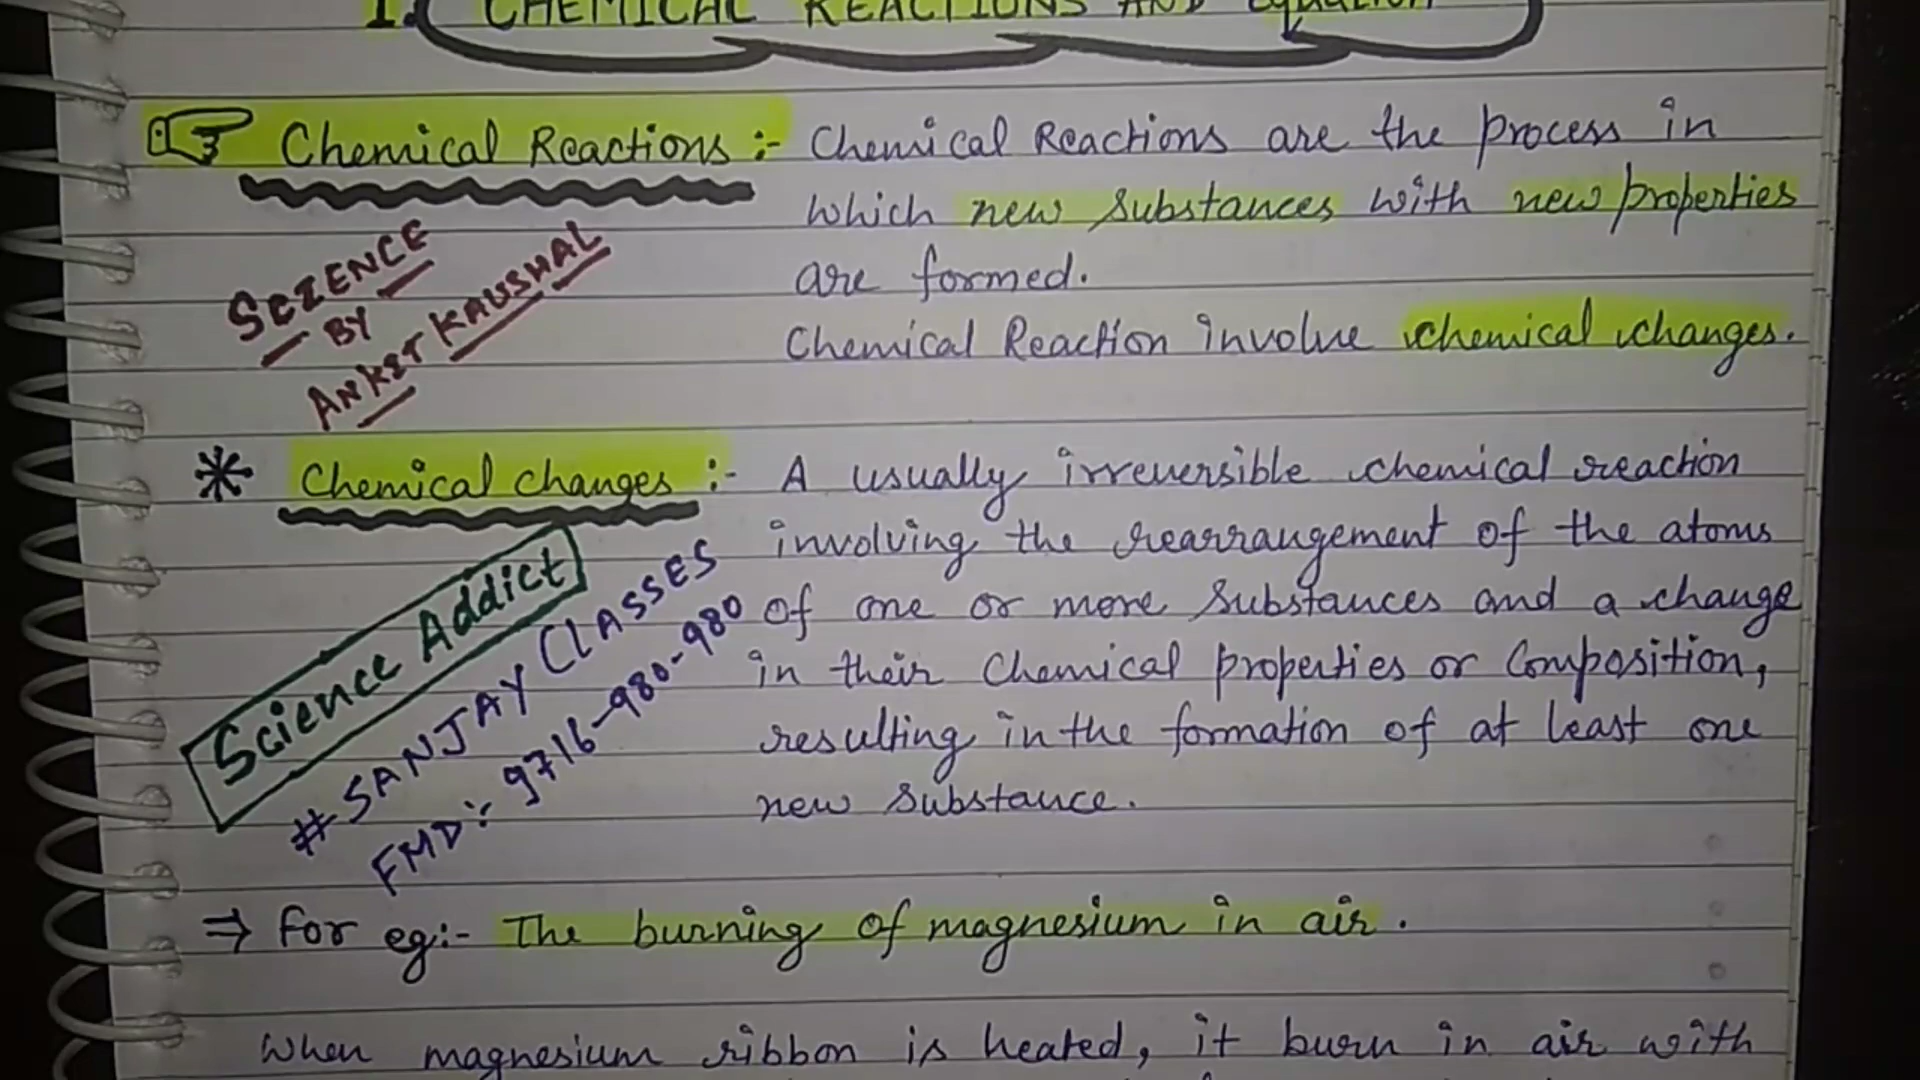 1. CHEMICAL REACTIONS AND Equation
Chemical Reactions :- Chemical Reactions are the process in
which new substances with new properties
are formed.
Chemical Reaction involve chemical changes.
SCIENCE
BY
ANKIT KAUSHAL
* Chemical changes :- A usually irreversible chemical reaction
involving the rearrangement of the atoms
of one or more substances and a change
in their Chemical properties or Composition,
resulting in the formation of at least one
new substance.
Science Addict
#SANJAY CLASSES
FMD:- 9716-980-980
⇒ for eg:- The burning of magnesium in air.
When magnesium ribbon is heated, it burn in air with